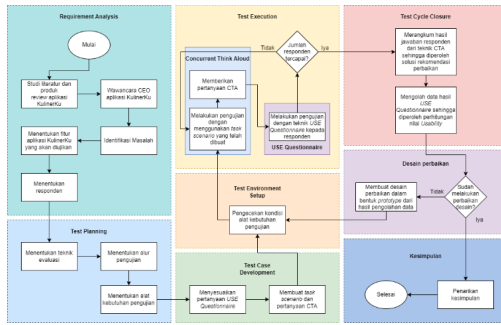 Requirement Analysis
Mulai
Studi literatur dan
produk
review aplikasi
KulinerKu
Wawancara CEO
aplikasi KulinerKu
Menentukan fitur
aplikasi KulinerKu
yang akan diujikan
Identifikasi Masalah
Menentukan
responden
Test Planning
Menentukan teknik
evaluasi
Menentukan alur
pengujian
Menentukan alat
kebutuhan pengujian
Test Execution
Concurrent Think Aloud
Memberikan
pertanyaan CTA
Melakukan pengujian
dengan
menggunakan task
scenario yang telah
dibuat
Tidak
Jumlah
responden
tercapai?
Iya
Melakukan pengujian
dengan teknik USE
Questionnaire kepada
responden
USE Questionnaire
Test Environment
Setup
Pengecekan kondisi
alat kebutuhan
pengujian
Test Case
Development
Menyesuaikan
pertanyaan USE
Questionnaire
Membuat task
scenario dan
pertanyaan CTA
Test Cycle Closure
Merangkum hasil
jawaban responden
dari teknik CTA
sehingga diperoleh
solusi rekomendasi
perbaikan
Mengolah data hasil
USE
Questionnaire sehingga
diperoleh perhitungan
nilai Usability
Desain perbaikan
Membuat desain
perbaikan dalam
bentuk prototype dari
hasil pengolahan data
Tidak
Sudah
melakukan
perbaikan
desain?
Iya
Kesimpulan
Selesai
Penarikan
kesimpulan